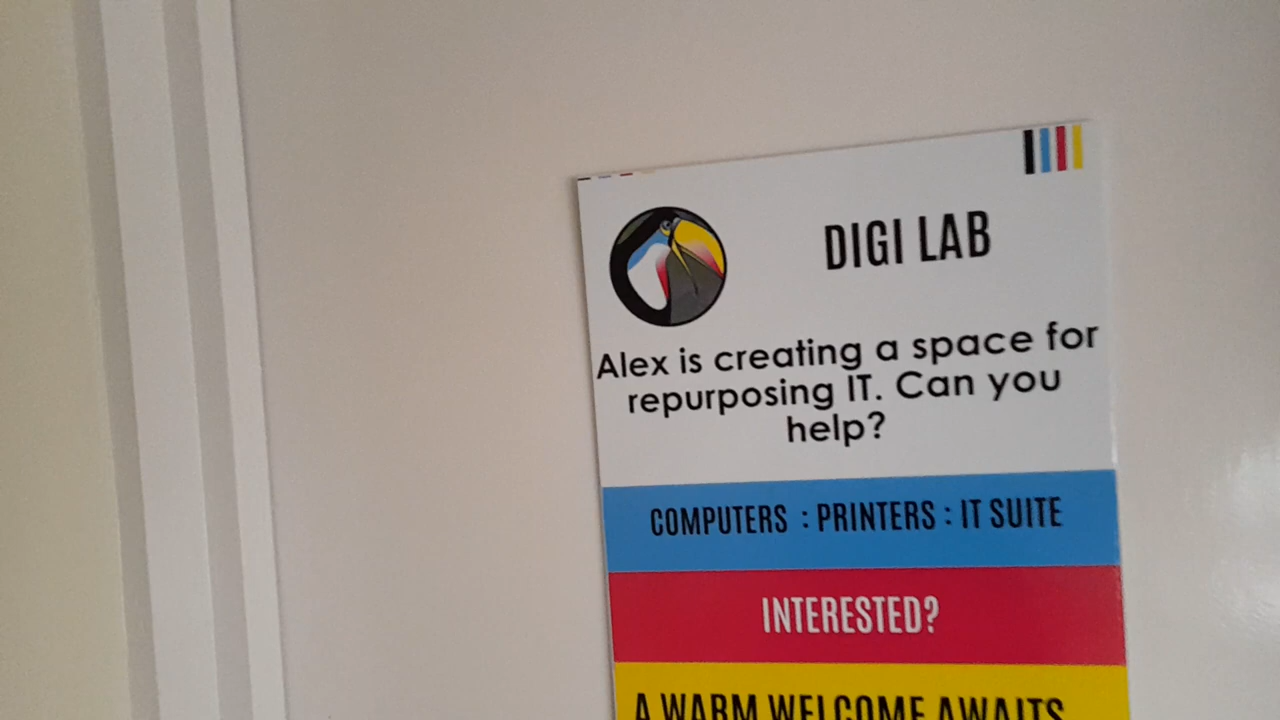 DIGI LAB
Alex is creating a space for
repurposing IT. Can you
help?
COMPUTERS : PRINTERS : IT SUITE
INTERESTED?
A WARM WELCOME AWAITS